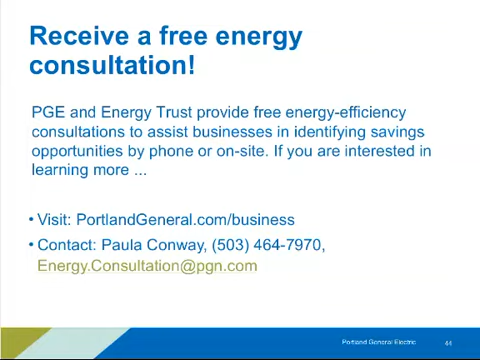 Receive a free energy
consultation!
PGE and Energy Trust provide free energy-efficiency
consultations to assist businesses in identifying savings
opportunities by phone or on-site. If you are interested in
learning more ...
• Visit: PortlandGeneral.com/business
• Contact: Paula Conway, (503) 464-7970,
Energy.Consultation@pgn.com
Portland General Electric 44